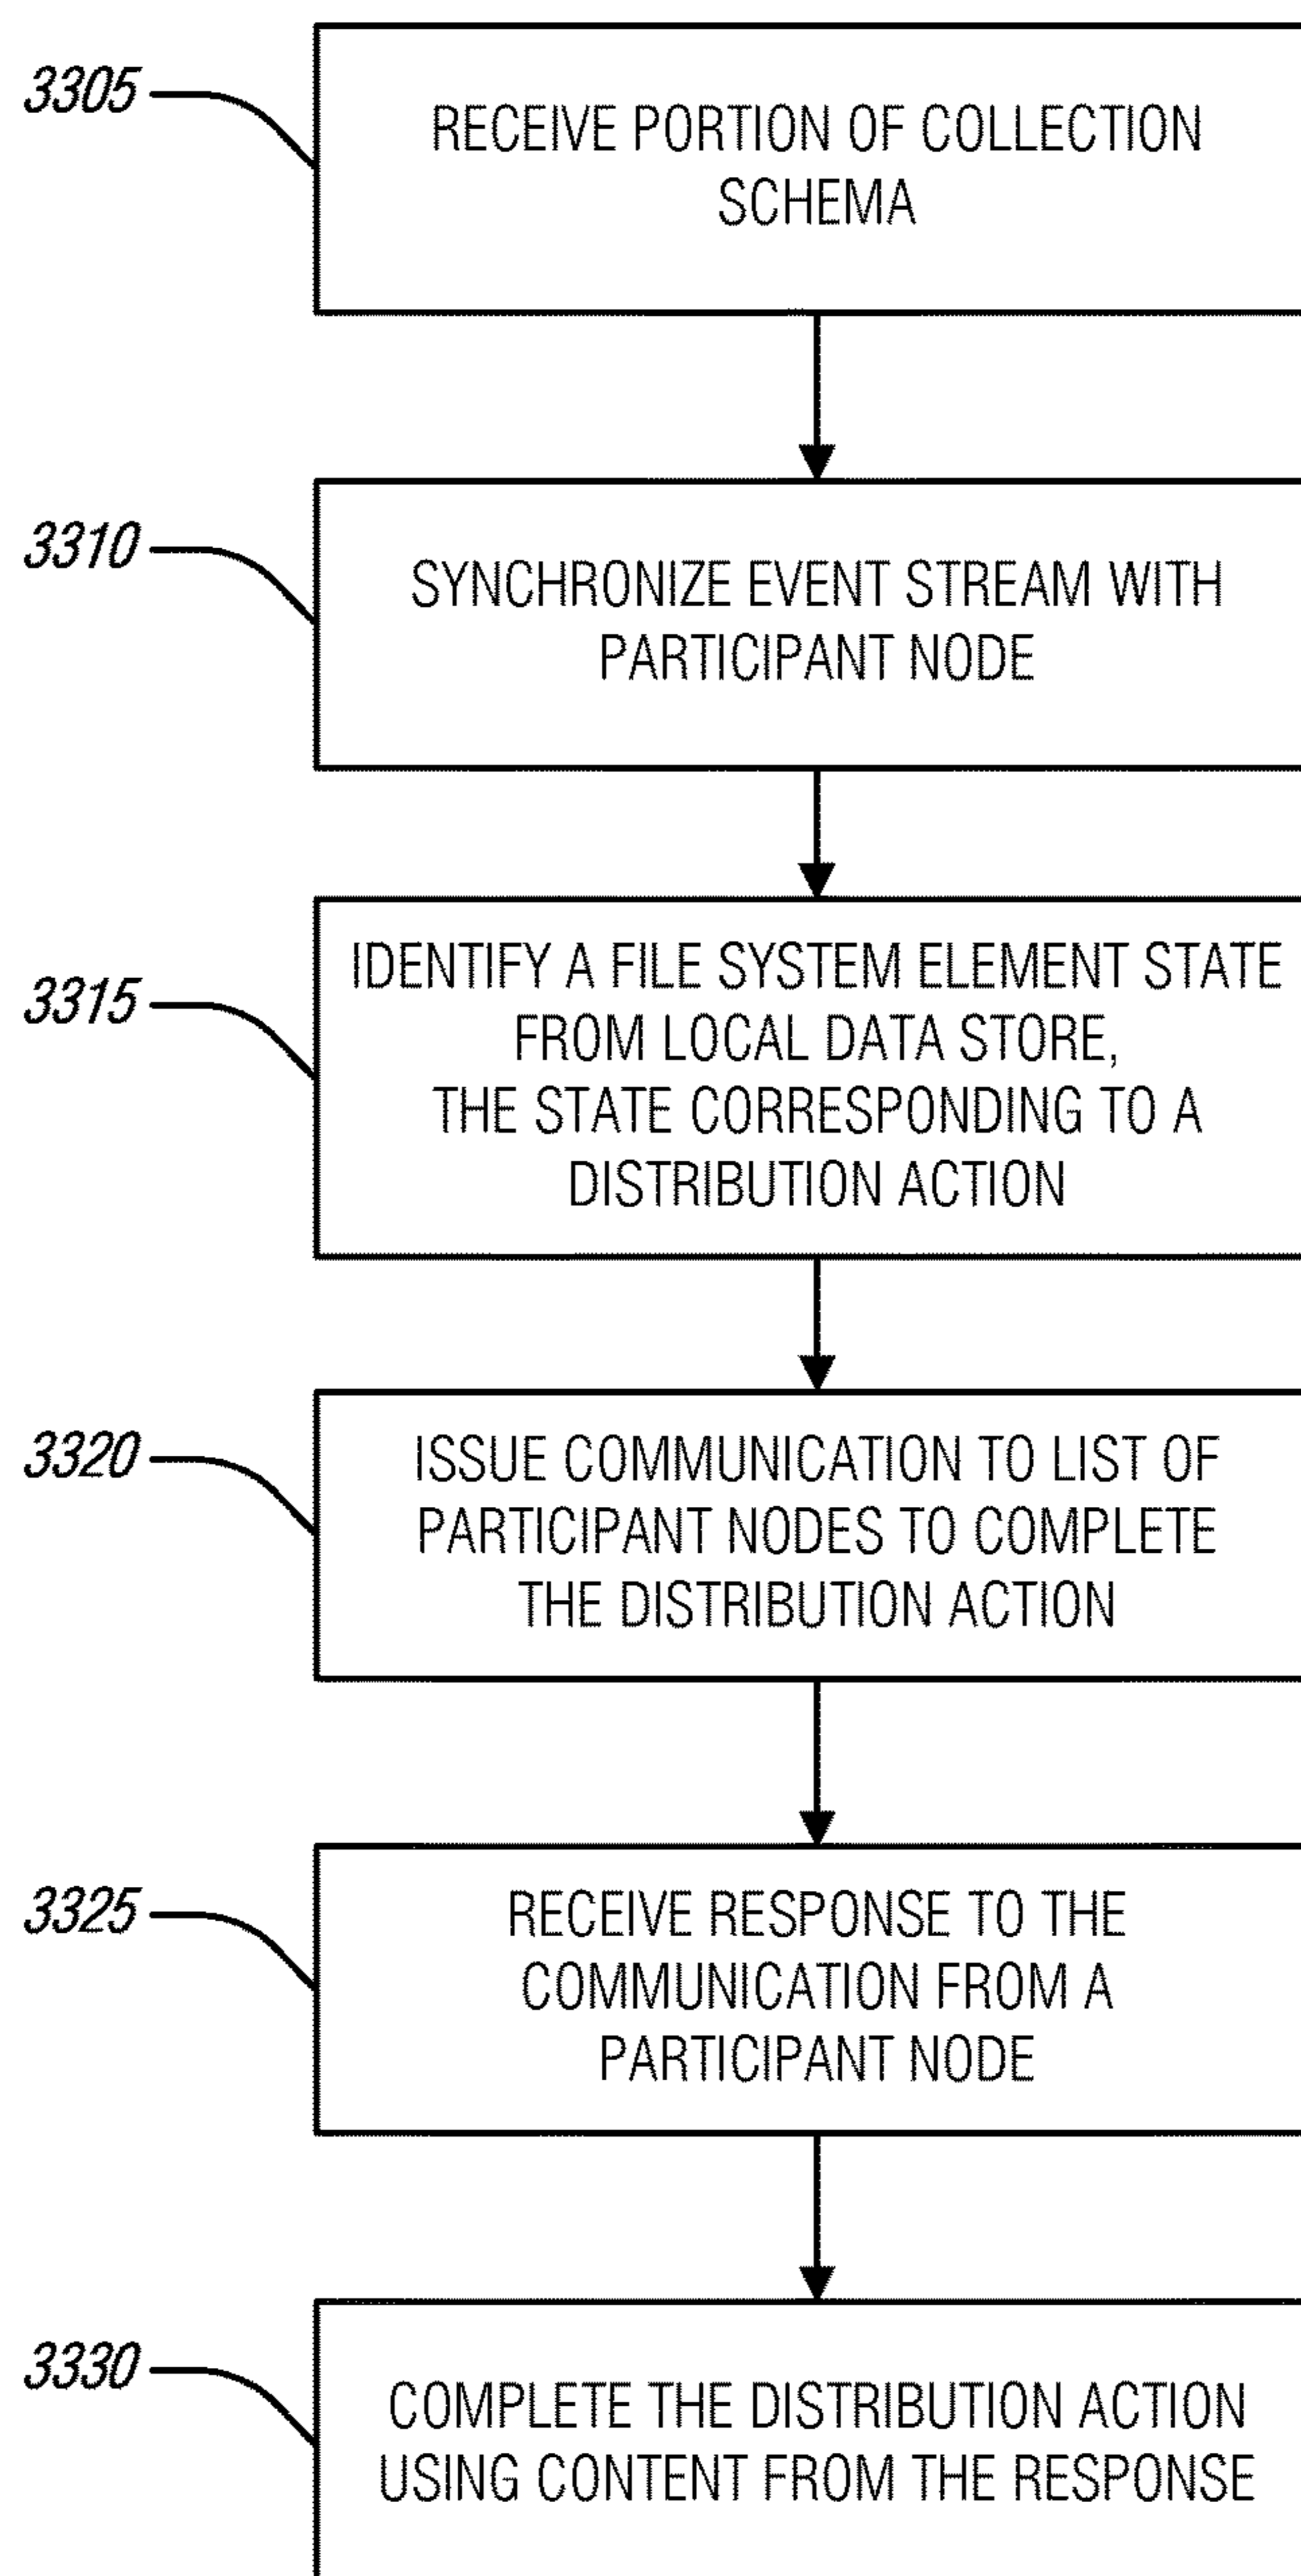 3305
RECEIVE PORTION OF COLLECTION
SCHEMA
3310
SYNCHRONIZE EVENT STREAM WITH
PARTICIPANT NODE
3315
IDENTIFY A FILE SYSTEM ELEMENT STATE
FROM LOCAL DATA STORE,
THE STATE CORRESPONDING TO A
DISTRIBUTION ACTION
3320
ISSUE COMMUNICATION TO LIST OF
PARTICIPANT NODES TO COMPLETE
THE DISTRIBUTION ACTION
3325
RECEIVE RESPONSE TO THE
COMMUNICATION FROM A
PARTICIPANT NODE
3330
COMPLETE THE DISTRIBUTION ACTION
USING CONTENT FROM THE RESPONSE